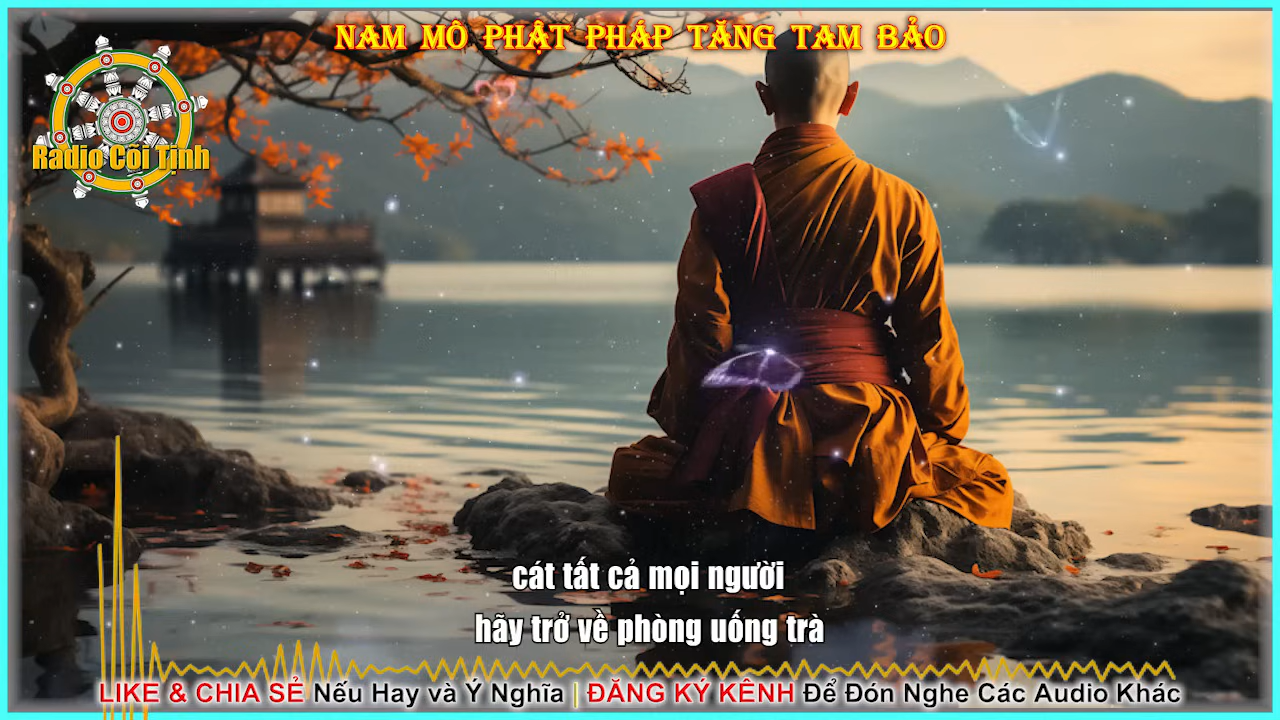 NAM MÔ PHẬT PHÁP TĂNG TAM BẢO
Radio Cõi Tịnh
cát tất cả mọi người
hãy trở về phòng uống trà
LIKE & CHIA SẺ Nếu Hay và Ý Nghĩa | ĐĂNG KÝ KÊNH Để Đón Nghe Các Audio Khác